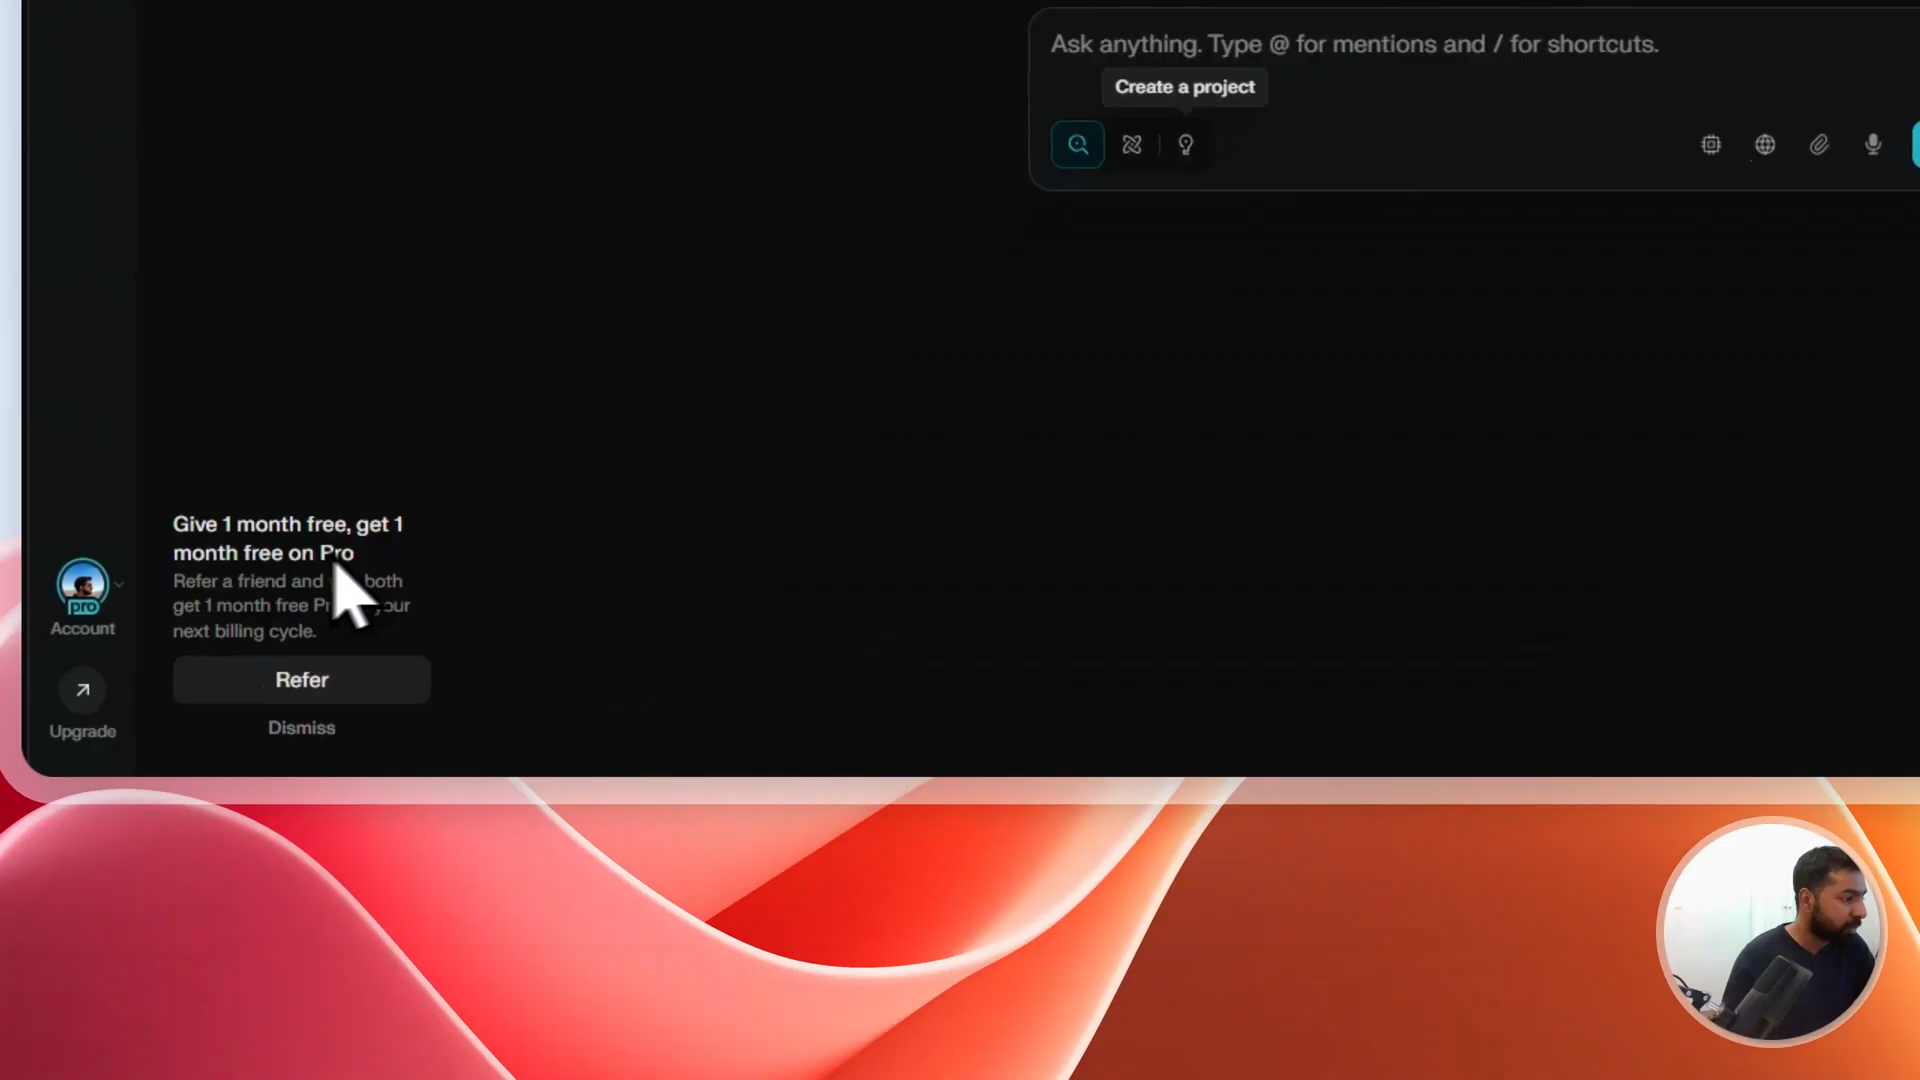 Ask anything. Type @ for mentions and / for shortcuts.
Create a project
Give 1 month free, get 1
month free on Pro
Refer a friend and both
get 1 month free
next billing cycle.
Refer
Dismiss
pro
Account
Upgrade